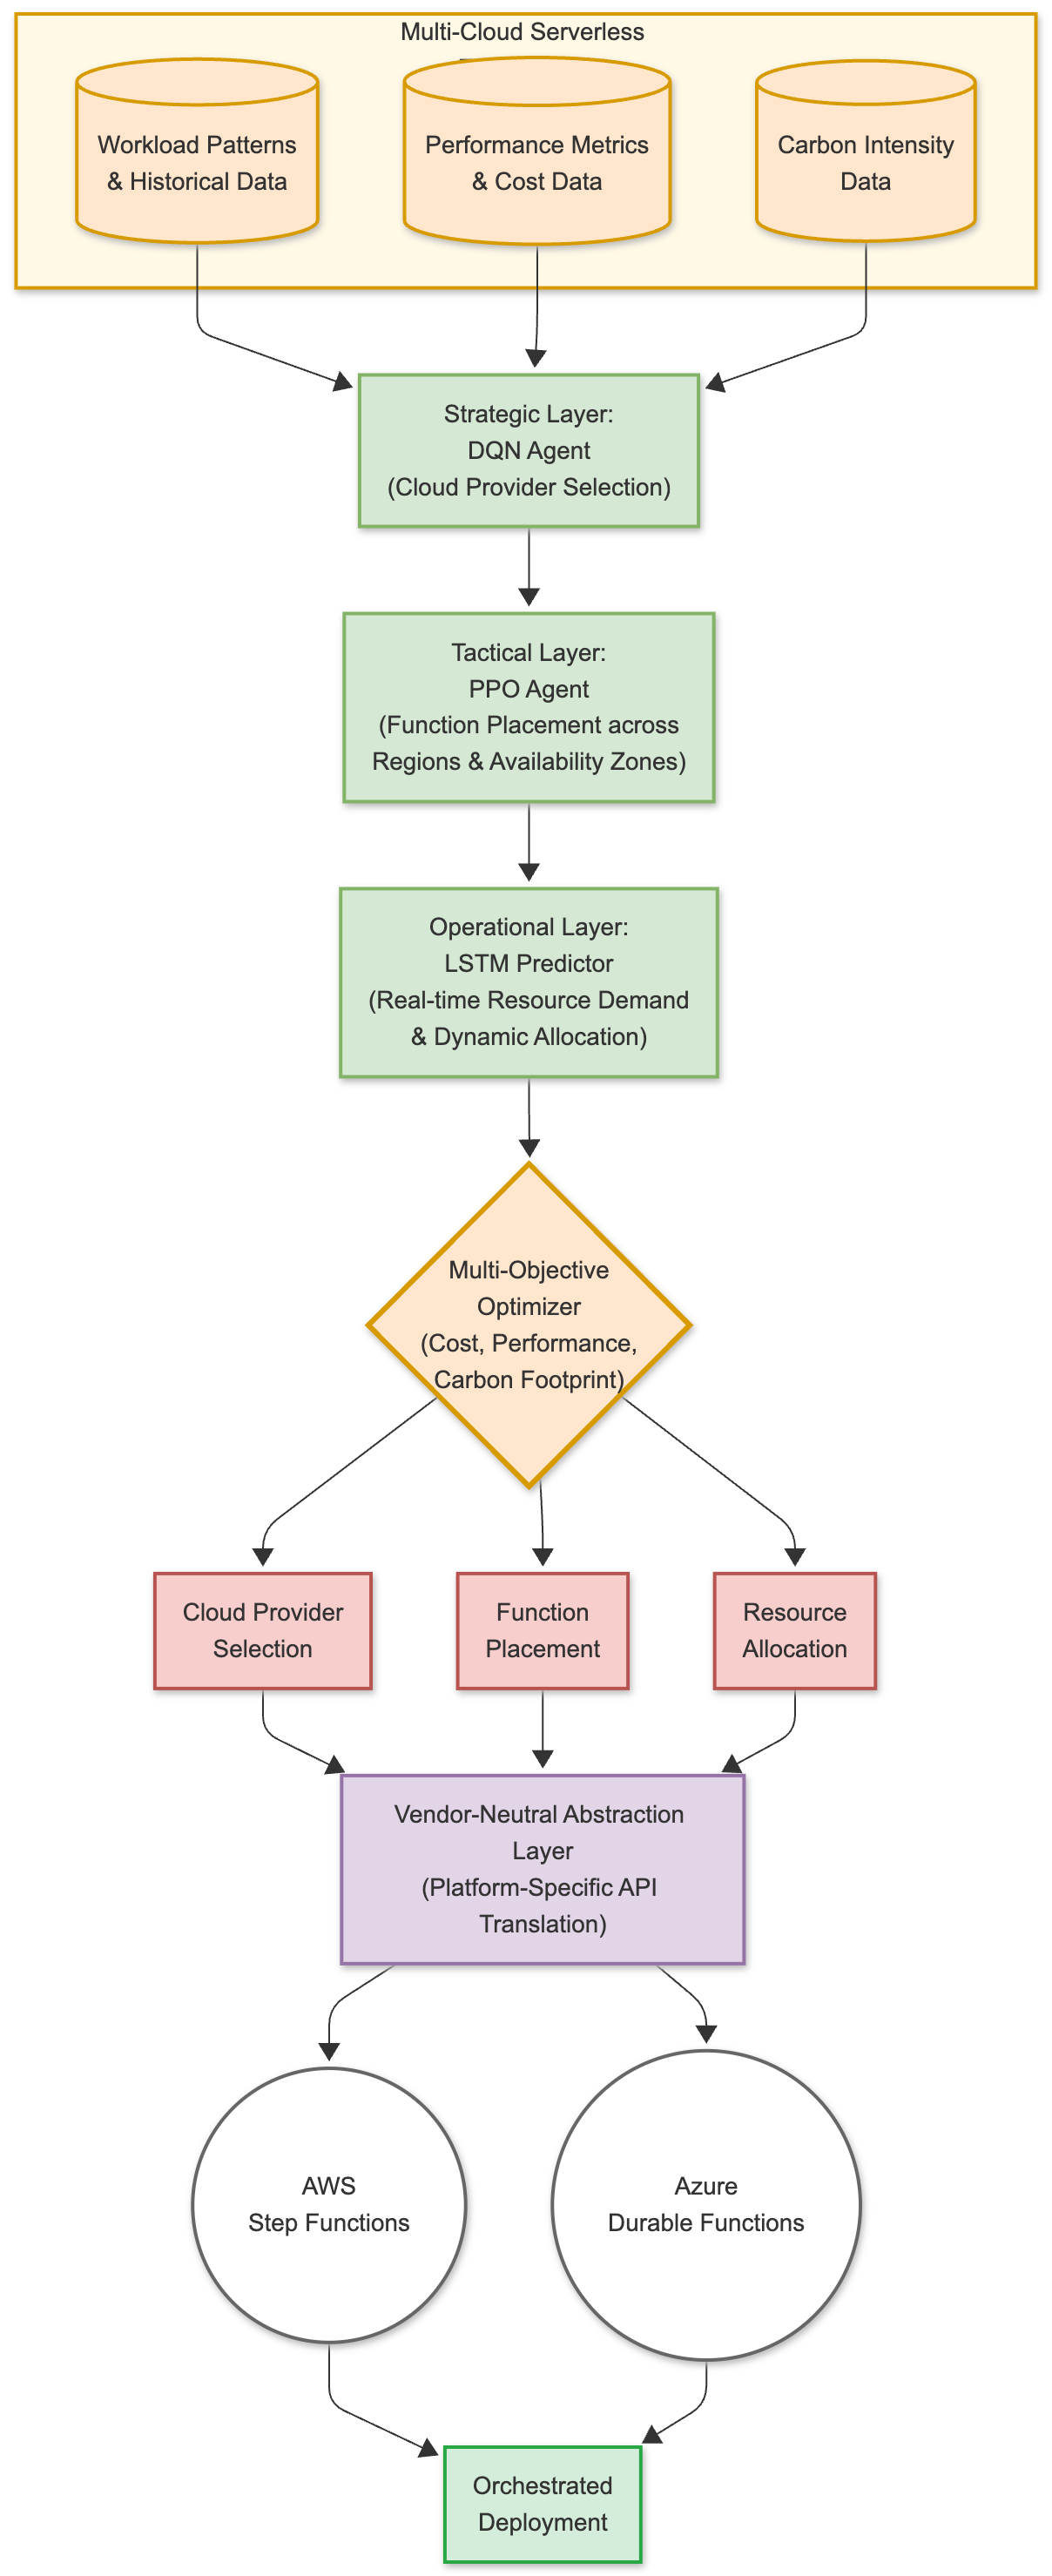 Multi-Cloud Serverless
Workload Patterns
& Historical Data
Performance Metrics
& Cost Data
Carbon Intensity
Data
Strategic Layer:
DQN Agent
(Cloud Provider Selection)
Tactical Layer:
PPO Agent
(Function Placement across
Regions & Availability Zones)
Operational Layer:
LSTM Predictor
(Real-time Resource Demand
& Dynamic Allocation)
Multi-Objective
Optimizer
(Cost, Performance,
Carbon Footprint)
Cloud Provider
Selection
Function
Placement
Resource
Allocation
Vendor-Neutral Abstraction
Layer
(Platform-Specific API
Translation)
AWS
Step Functions
Azure
Durable Functions
Orchestrated
Deployment